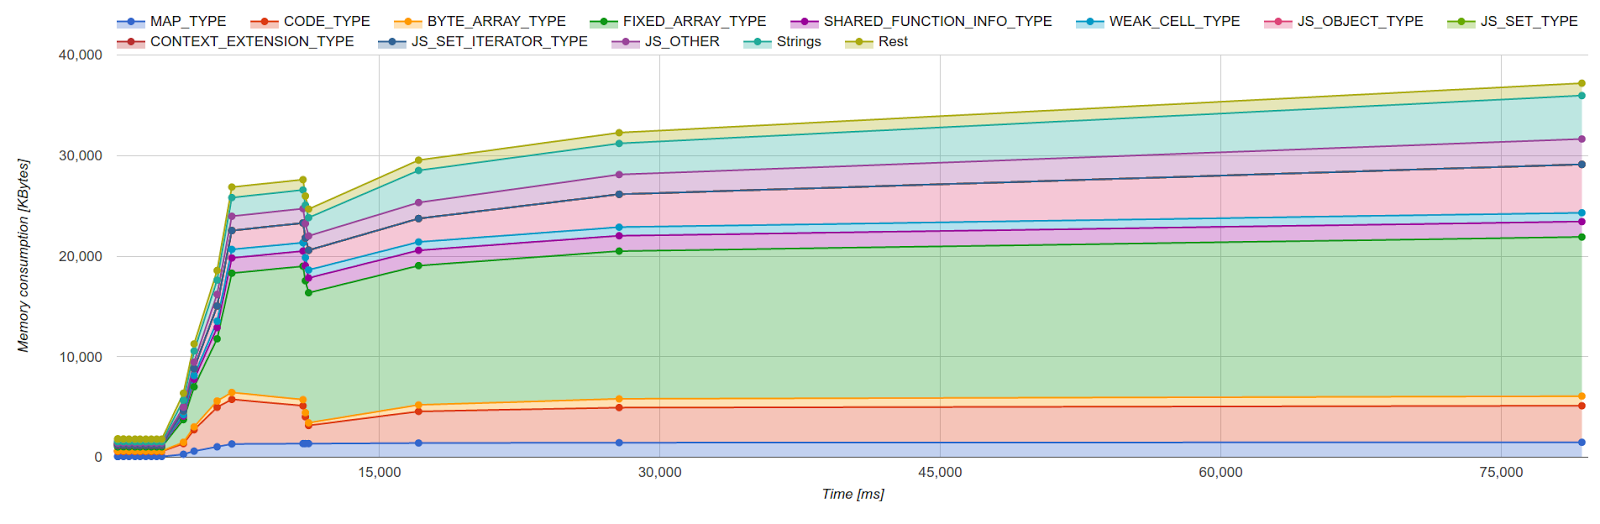 MAP_TYPE CODE_TYPE BYTE_ARRAY_TYPE FIXED_ARRAY_TYPE SHARED_FUNCTION_INFO_TYPE WEAK_CELL_TYPE JS_OBJECT_TYPE JS_SET_TYPE
CONTEXT_EXTENSION_TYPE JS_SET_ITERATOR_TYPE JS_OTHER Strings Rest
40,000
30,000
20,000
10,000
0
Memory consumption [KBytes]
15,000 30,000 45,000 60,000 75,000
Time [ms]